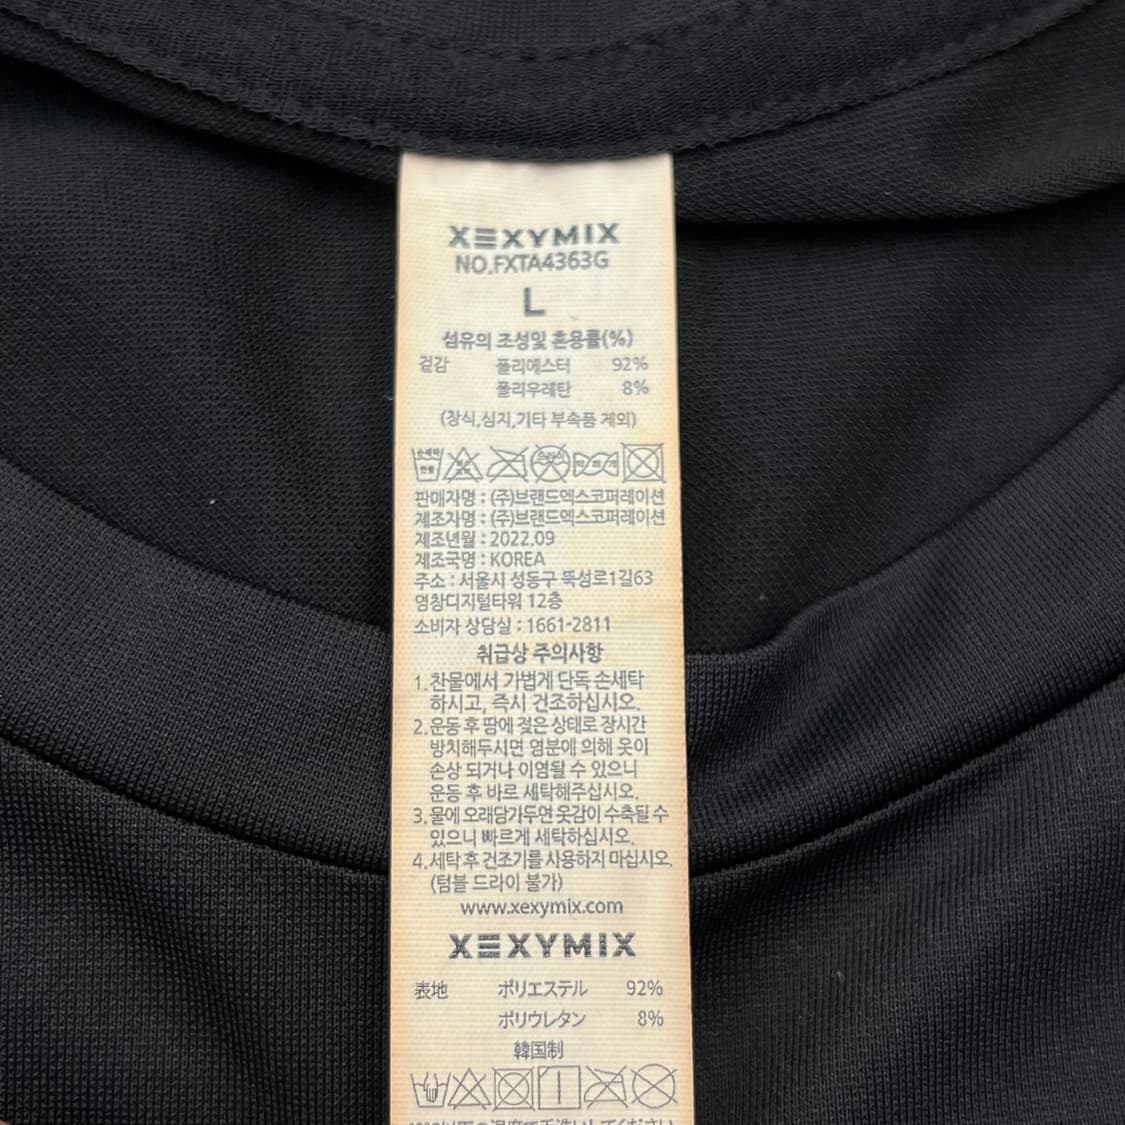 XEXYMIX
NO,FXTA4363G
L
섬유의 조성및 혼용률(%)
겉감 폴리에스터 92%
폴리우레탄 8%
(장식,심지,기타 부속품 제외)
손세탁 드라이
약하게
판매자명 : (주)브랜드엑스코퍼레이션
제조자명 : (주)브랜드엑스코퍼레이션
제조년월 : 2022.09
제조국명 : KOREA
주소 : 서울시 성동구 뚝섬로1길63
영창디지털타워 12층
소비자 상담실 : 1661-2811
취급상 주의사항
1.찬물에서 가볍게 단독 손세탁
하시고, 즉시 건조하십시오.
2.운동 후 땀에 젖은 상태로 장시간
방치해두시면 염분에 의해 옷이
손상 되거나 이염될 수 있으니
운동 후 바로 세탁해주십시오.
3.물에 오래담가두면 옷감이 수축될 수
있으니 빠르게 세탁하십시오.
4.세탁 후 건조기를 사용하지 마십시오.
(텀블 드라이 불가)
www.xexymix.com
XEXYMIX
表地 ポリエステル 92%
ポリウレタン 8%
韓国制